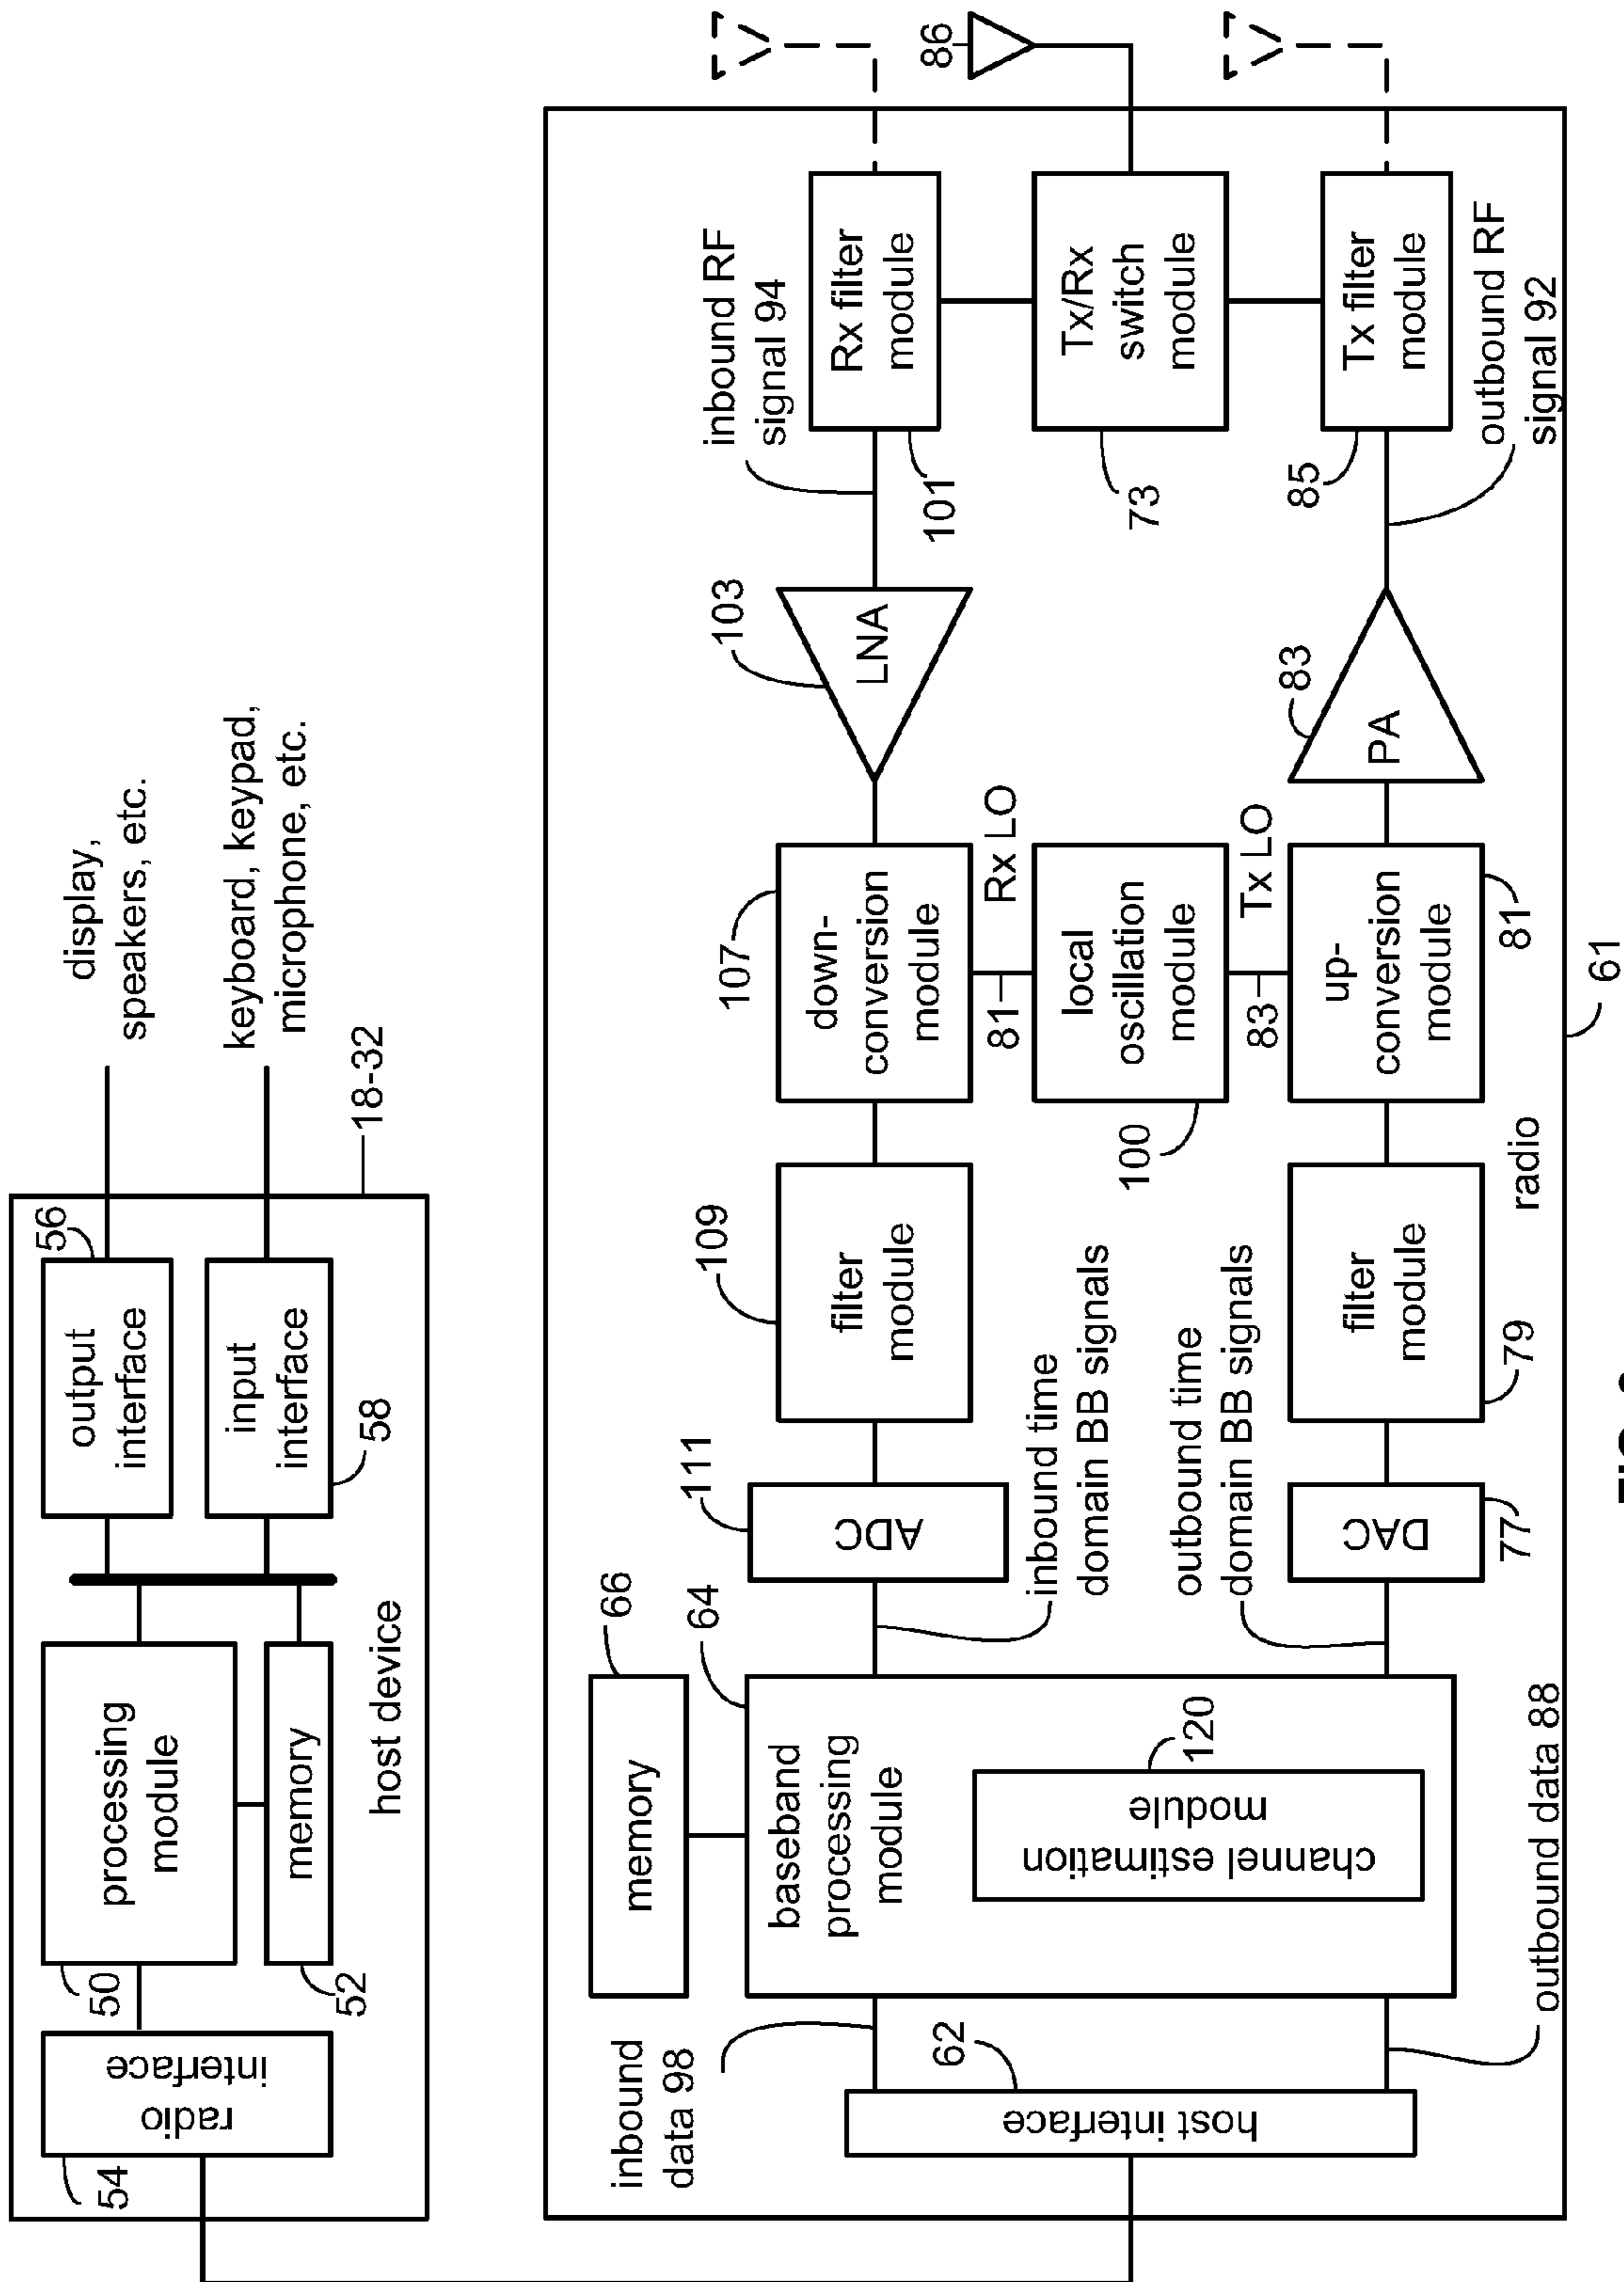 display,
speakers, etc.
keyboard, keypad,
microphone, etc.
18-32
56
output
interface
input
interface
58
processing
module
50
memory
52
host device
radio
interface
54
86
Rx filter
module
101
inbound RF
signal 94
Tx/Rx
switch
module
73
Tx filter
module
85
outbound RF
signal 92
LNA
103
PA
83
down-
conversion
module
107
Rx LO
81
local
oscillation
module
100
Tx LO
83
up-
conversion
module
81
61
radio
filter
module
109
filter
module
79
ADC
111
inbound time
domain BB signals
outbound time
domain BB signals
DAC
77
memory
66
64
baseband
processing
module
channel estimation
module
120
inbound
data 98
62
host interface
outbound data 88